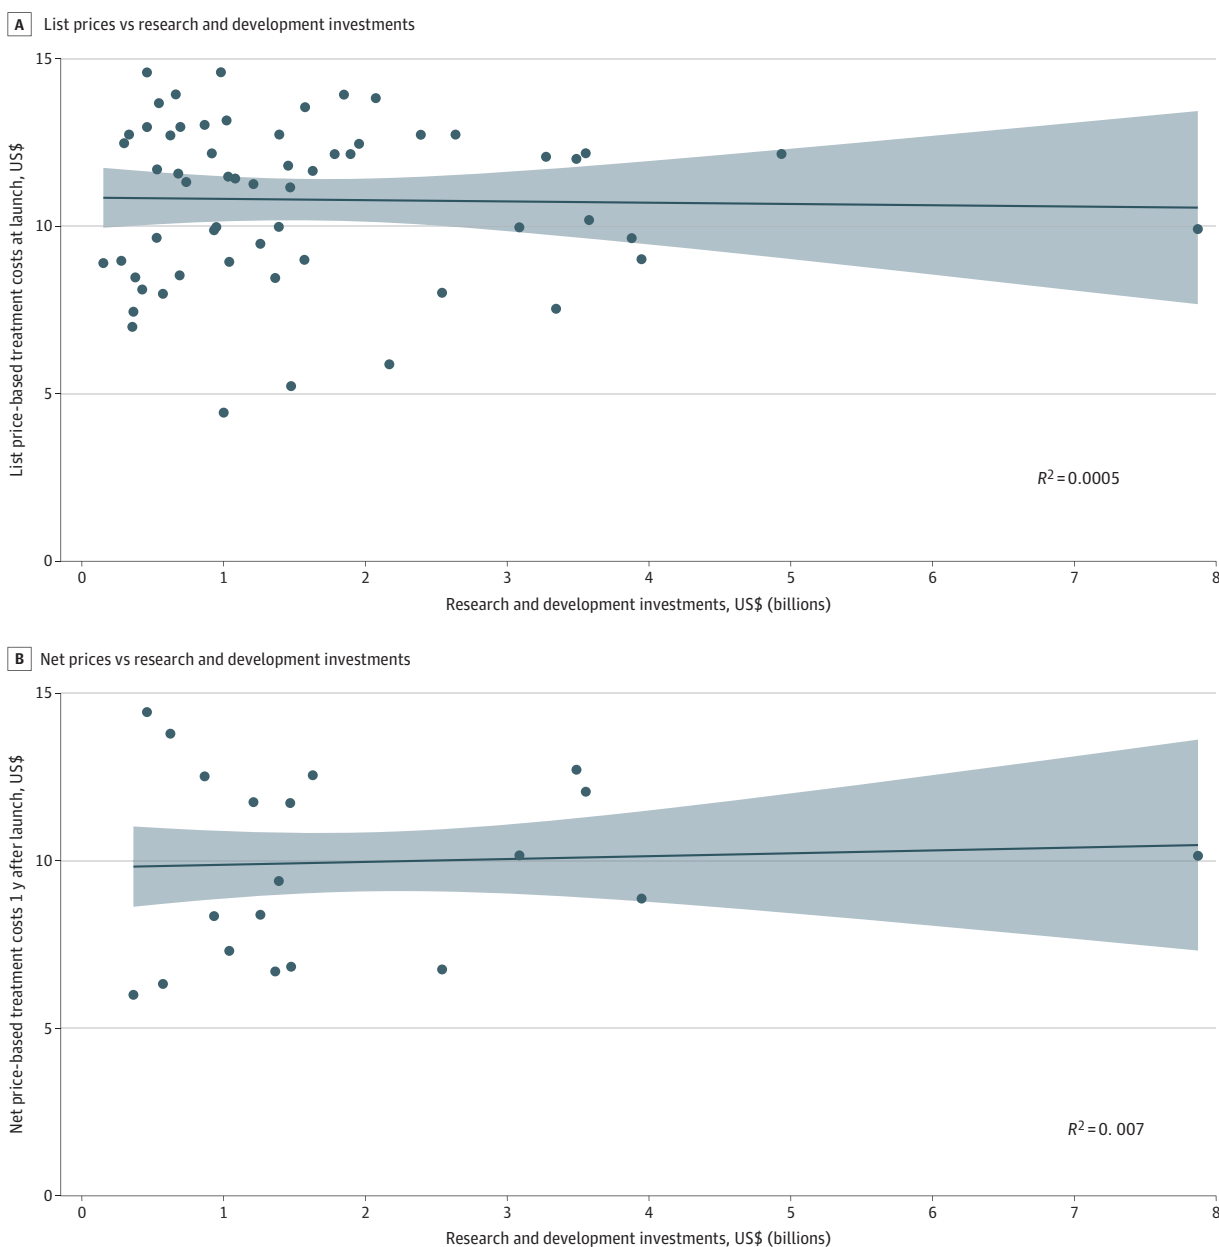 A List prices vs research and development investments
List price-based treatment costs at launch, US$
15
10
5
0
0 1 2 3 4 5 6 7 8
R2=0.0005
Research and development investments, US$ (billions)
B Net prices vs research and development investments
Net price-based treatment costs 1 y after launch, US$
15
10
5
0
0 1 2 3 4 5 6 7 8
R2=0. 007
Research and development investments, US$ (billions)